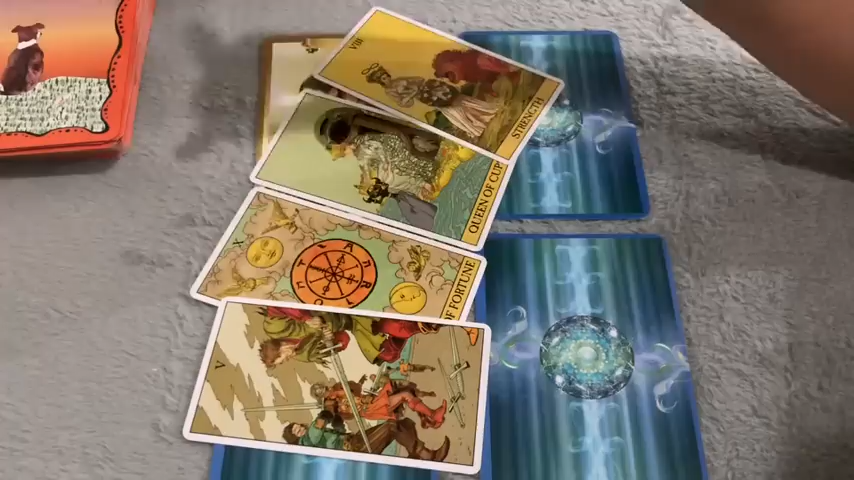 VIII
STRENGTH
QUEEN OF CUP
X
OF FORTUNE
V